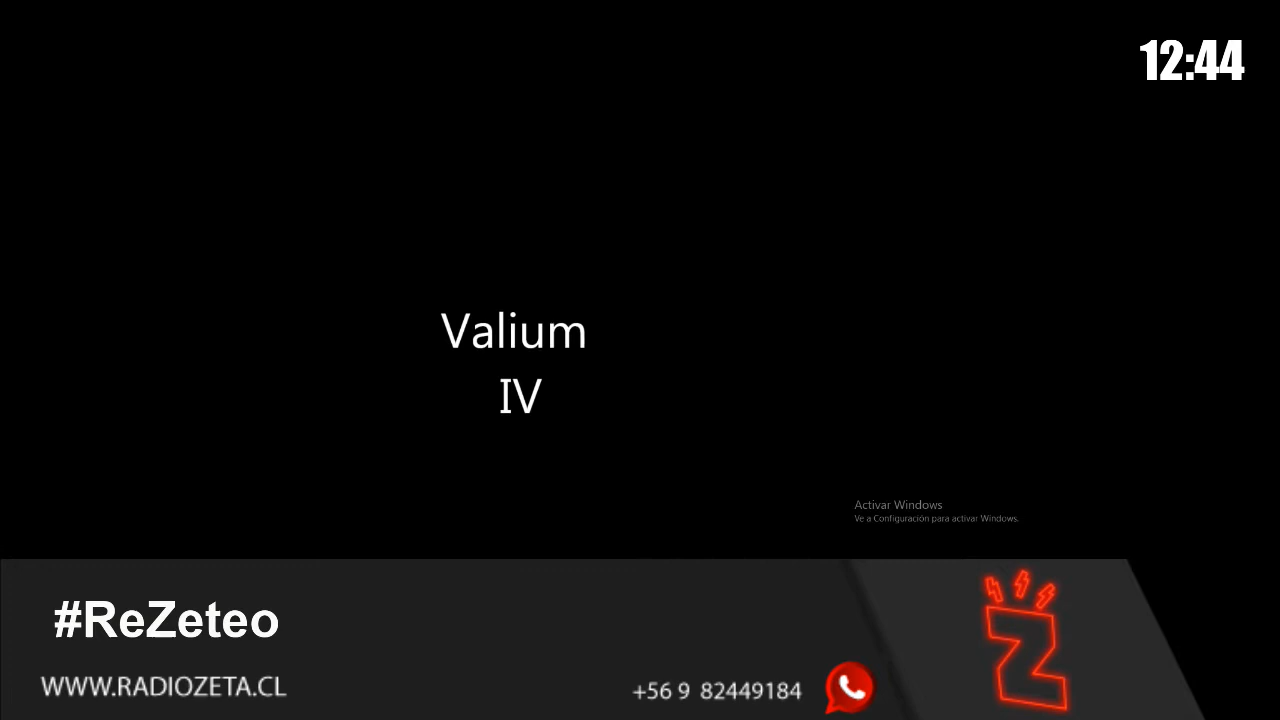 12:44
Valium
IV
Activar Windows
Ve a Configuración para activar Windows.
#ReZeteo
WWW.RADIOZETA.CL
+56 9 82449184
Z